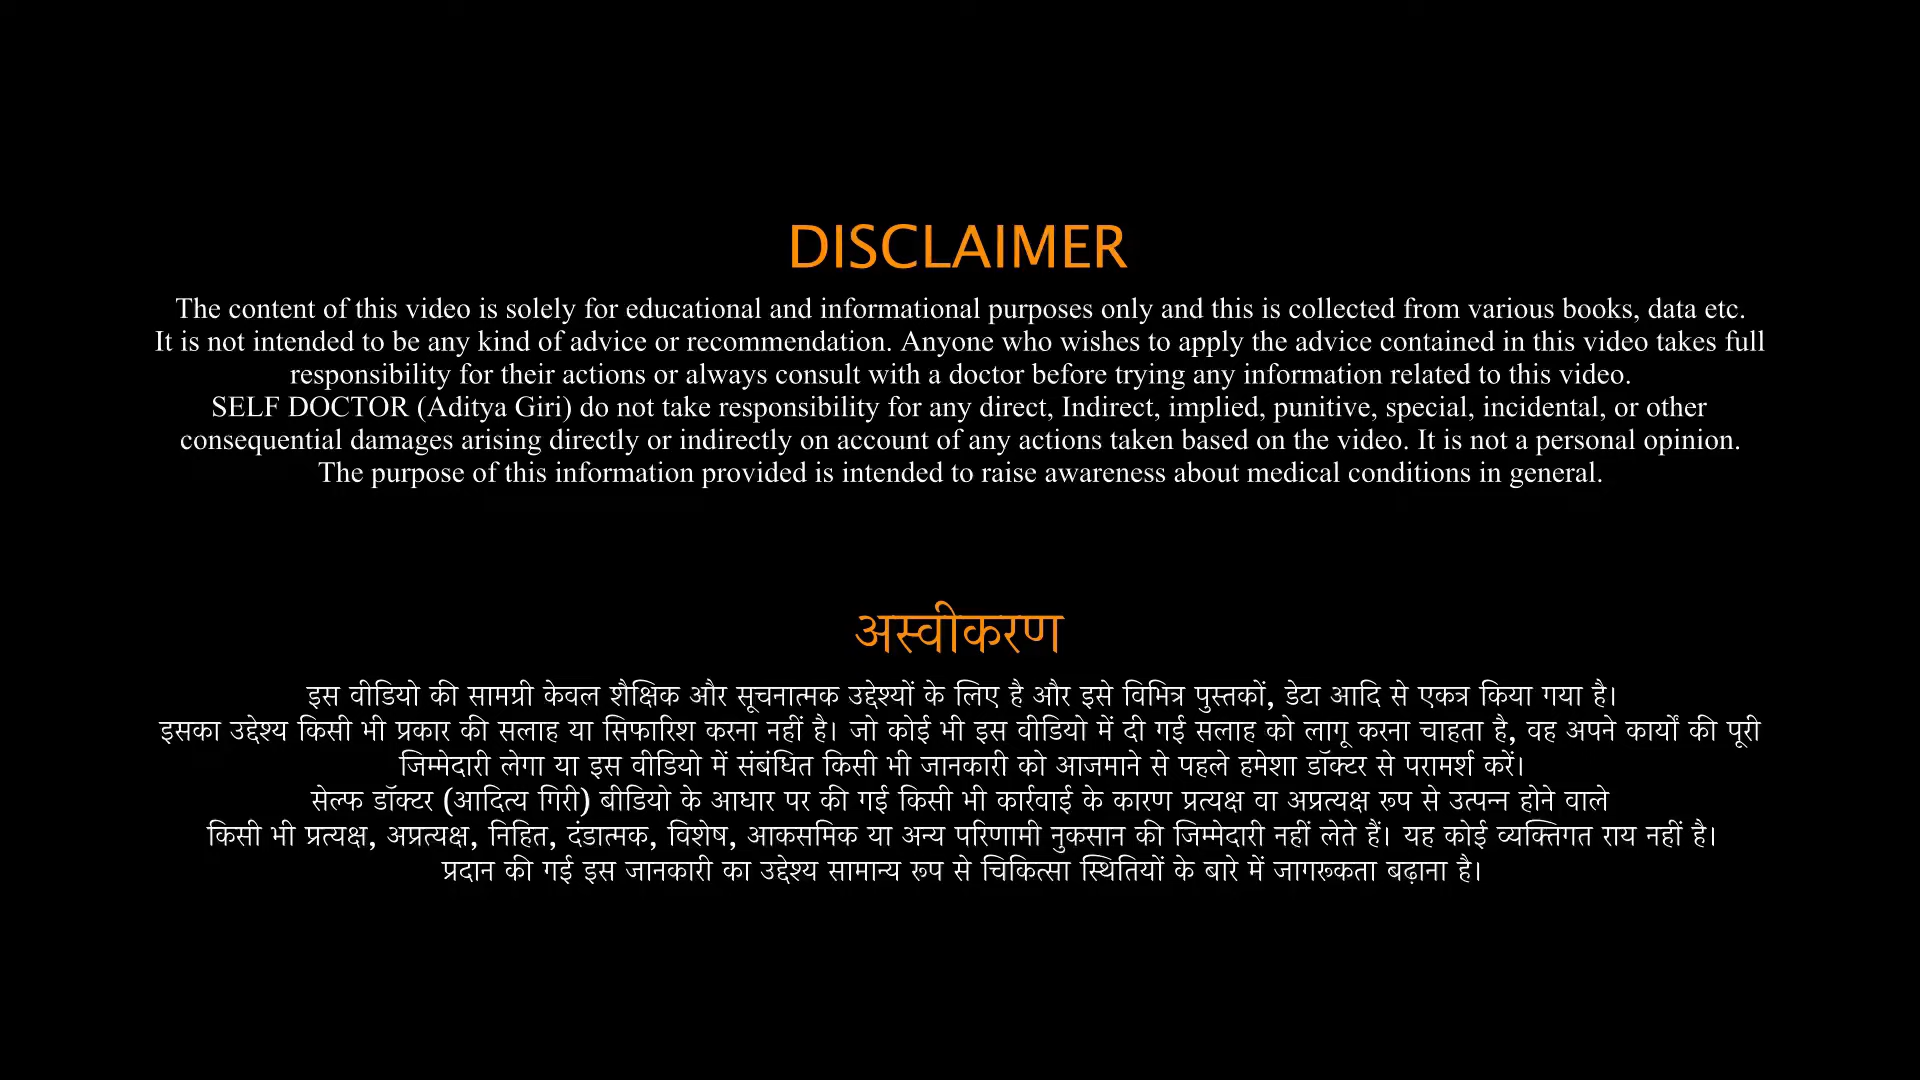 DISCLAIMER
The content of this video is solely for educational and informational purposes only and this is collected from various books, data etc.
It is not intended to be any kind of advice or recommendation. Anyone who wishes to apply the advice contained in this video takes full
responsibility for their actions or always consult with a doctor before trying any information related to this video.
SELF DOCTOR (Aditya Giri) do not take responsibility for any direct, Indirect, implied, punitive, special, incidental, or other
consequential damages arising directly or indirectly on account of any actions taken based on the video. It is not a personal opinion.
The purpose of this information provided is intended to raise awareness about medical conditions in general.
अस्वीकरण
इस वीडियो की सामग्री केवल शैक्षिक और सूचनात्मक उद्देश्यों के लिए है और इसे विभित्र पुस्तकों, डेटा आदि से एकत्र किया गया है।
इसका उद्देश्य किसी भी प्रकार की सलाह या सिफारिश करना नहीं है। जो कोई भी इस वीडियो में दी गई सलाह को लागू करना चाहता है, वह अपने कार्यों की पूरी
जिम्मेदारी लेगा या इस वीडियो में संबंधित किसी भी जानकारी को आजमाने से पहले हमेशा डॉक्टर से परामर्श करें।
सेल्फ डॉक्टर (आदित्य गिरी) बीडियो के आधार पर की गई किसी भी कार्रवाई के कारण प्रत्यक्ष वा अप्रत्यक्ष रूप से उत्पन्न होने वाले
किसी भी प्रत्यक्ष, अप्रत्यक्ष, निहित, दंडात्मक, विशेष, आकसमिक या अन्य परिणामी नुकसान की जिम्मेदारी नहीं लेते हैं। यह कोई व्यक्तिगत राय नहीं है।
प्रदान की गई इस जानकारी का उद्देश्य सामान्य रूप से चिकित्सा स्थितियों के बारे में जागरूकता बढ़ाना है।